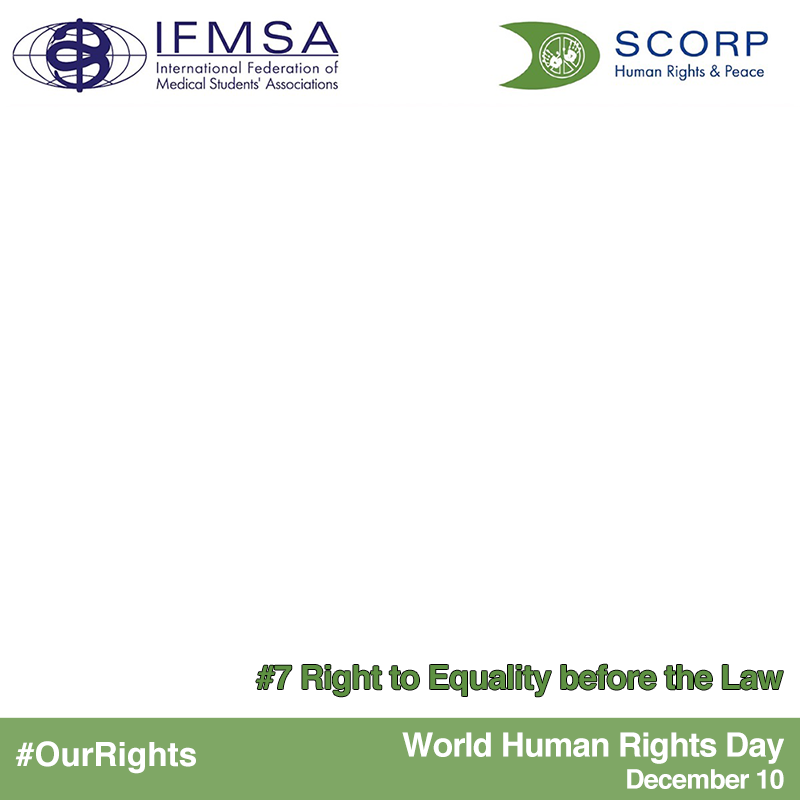 IFMSA
International Federation of
Medical Students' Associations
SCORP
Human Rights & Peace
#7 Right to Equality before the Law
#OurRights
World Human Rights Day
December 10